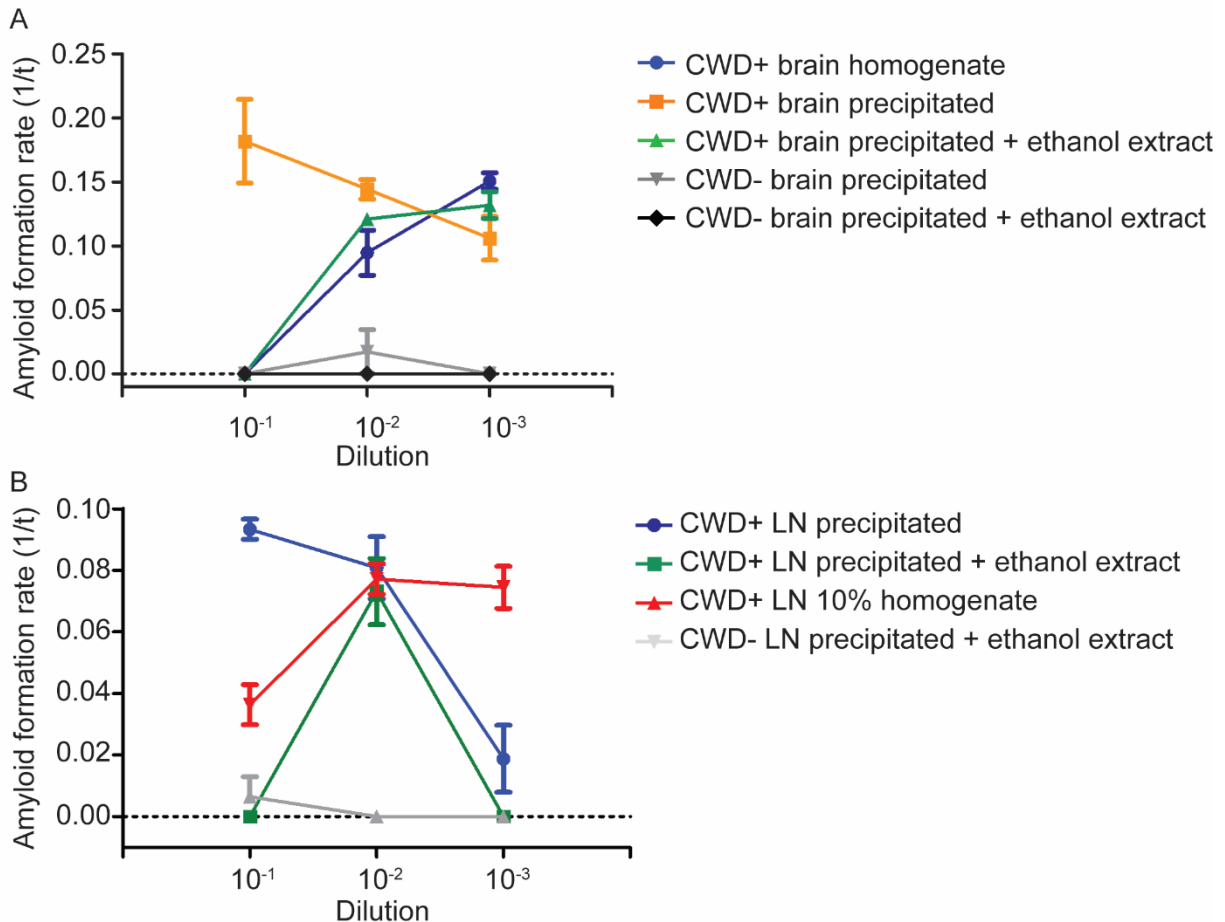 A
Amyloid formation rate (1/t)
0.25
0.20
0.15
0.10
0.05
0.00
10⁻¹ 10⁻² 10⁻³
Dilution
CWD+ brain homogenate
CWD+ brain precipitated
CWD+ brain precipitated + ethanol extract
CWD- brain precipitated
CWD- brain precipitated + ethanol extract
B
Amyloid formation rate (1/t)
0.10
0.08
0.06
0.04
0.02
0.00
10⁻¹ 10⁻² 10⁻³
Dilution
CWD+ LN precipitated
CWD+ LN precipitated + ethanol extract
CWD+ LN 10% homogenate
CWD- LN precipitated + ethanol extract